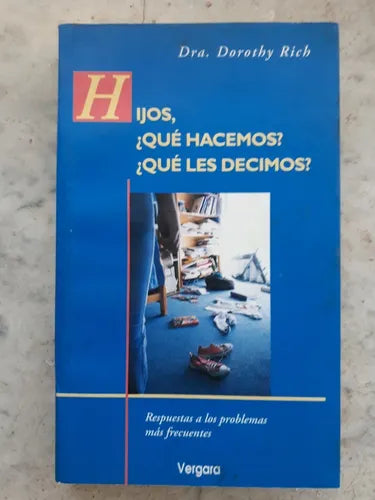 Dra. Dorothy Rich
HIJOS,
¿QUÉ HACEMOS?
¿QUÉ LES DECIMOS?
Respuestas a los problemas
más frecuentes
Vergara